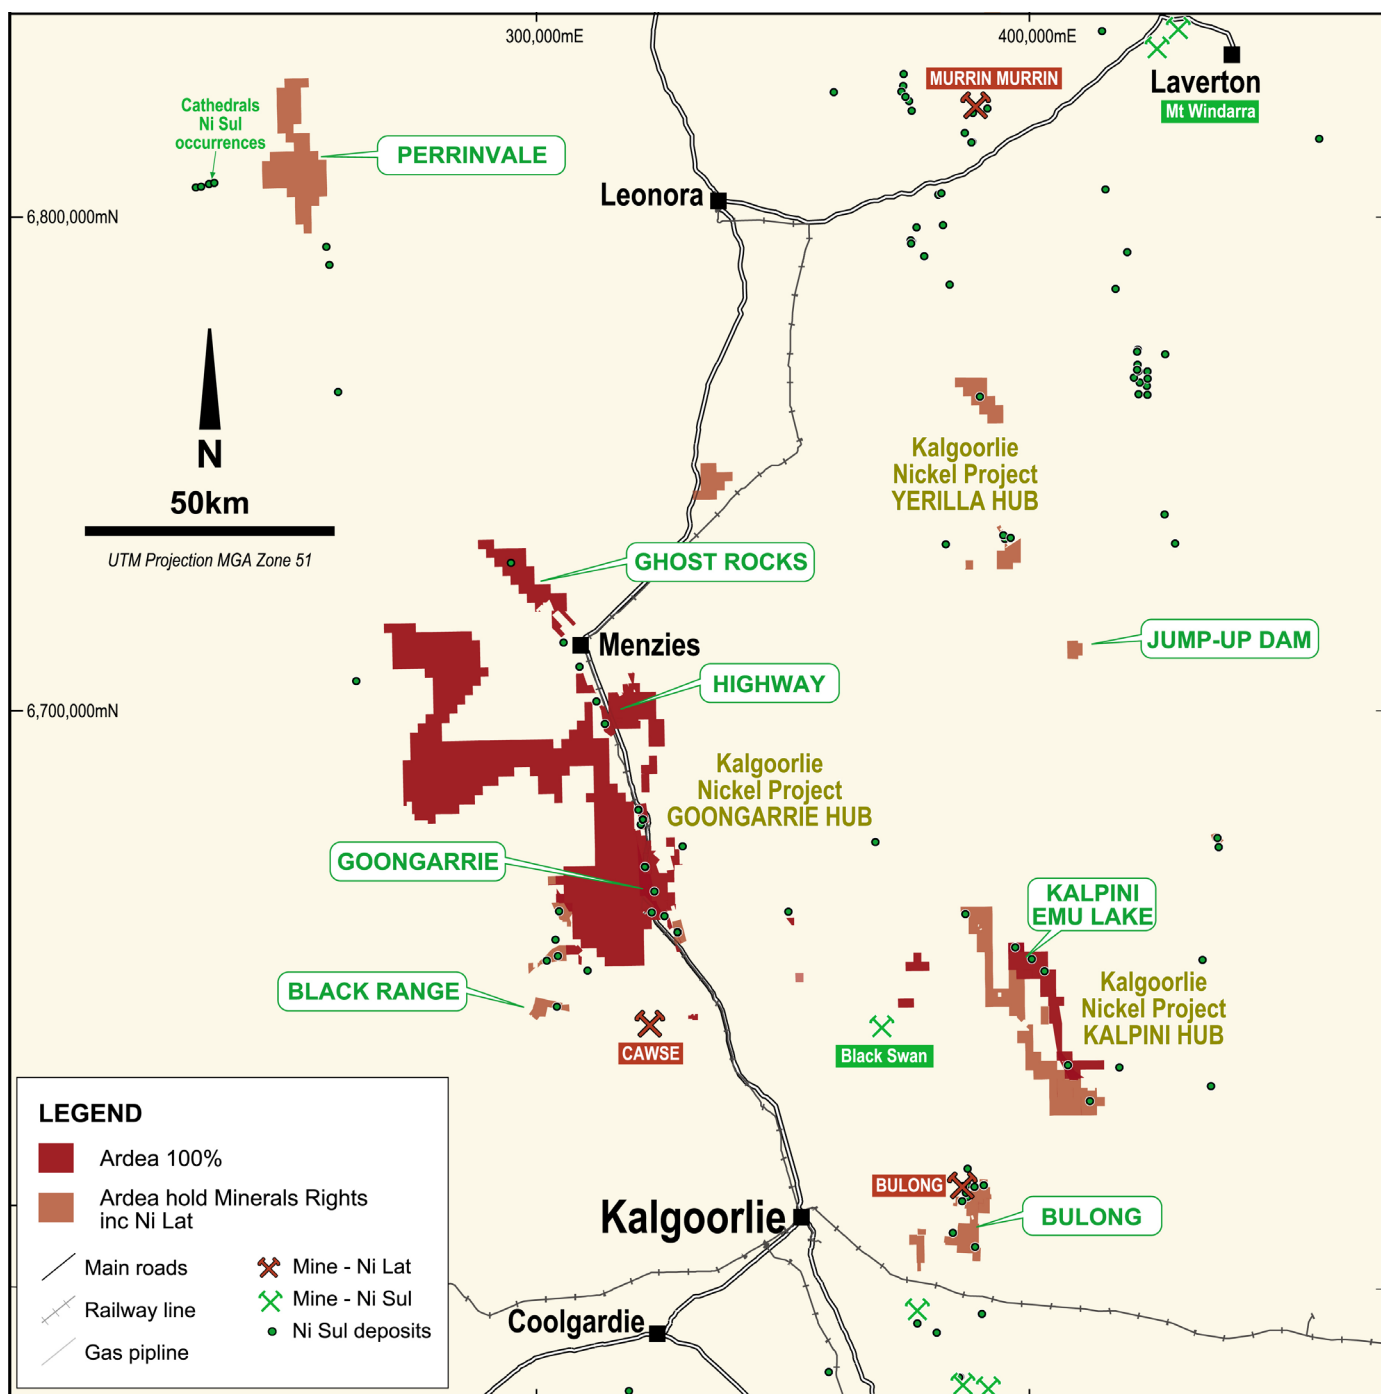 300,000mE
400,000mE
MURRIN MURRIN
Laverton
Mt Windarra
Cathedrals
Ni Sul
occurrences
PERRINVALE
Leonora
6,800,000mN
N
50km
UTM Projection MGA Zone 51
Kalgoorlie
Nickel Project
YERILLA HUB
GHOST ROCKS
Menzies
JUMP-UP DAM
HIGHWAY
6,700,000mN
Kalgoorlie
Nickel Project
GOONGARRIE HUB
GOONGARRIE
KALPINI
EMU LAKE
BLACK RANGE
Kalgoorlie
Nickel Project
KALPINI HUB
CAWSE
Black Swan
LEGEND
Ardea 100%
Ardea hold Minerals Rights
inc Ni Lat
Main roads
Railway line
Gas pipline
Mine - Ni Lat
Mine - Ni Sul
Ni Sul deposits
BULONG
BULONG
Kalgoorlie
Coolgardie